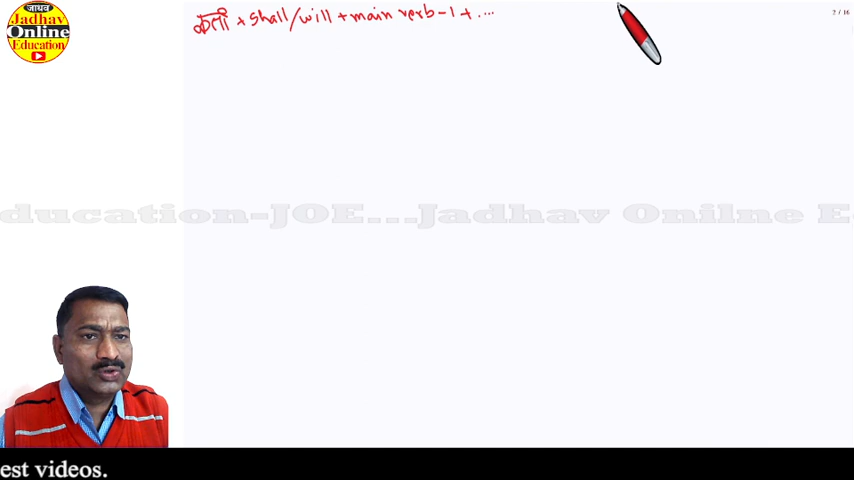 जाधव
Jadhav
Online
Education
कर्ता + shall/will + main verb-1 + ....
2 / 16
ducation-JOE...Jadhav Onilne E
est videos.